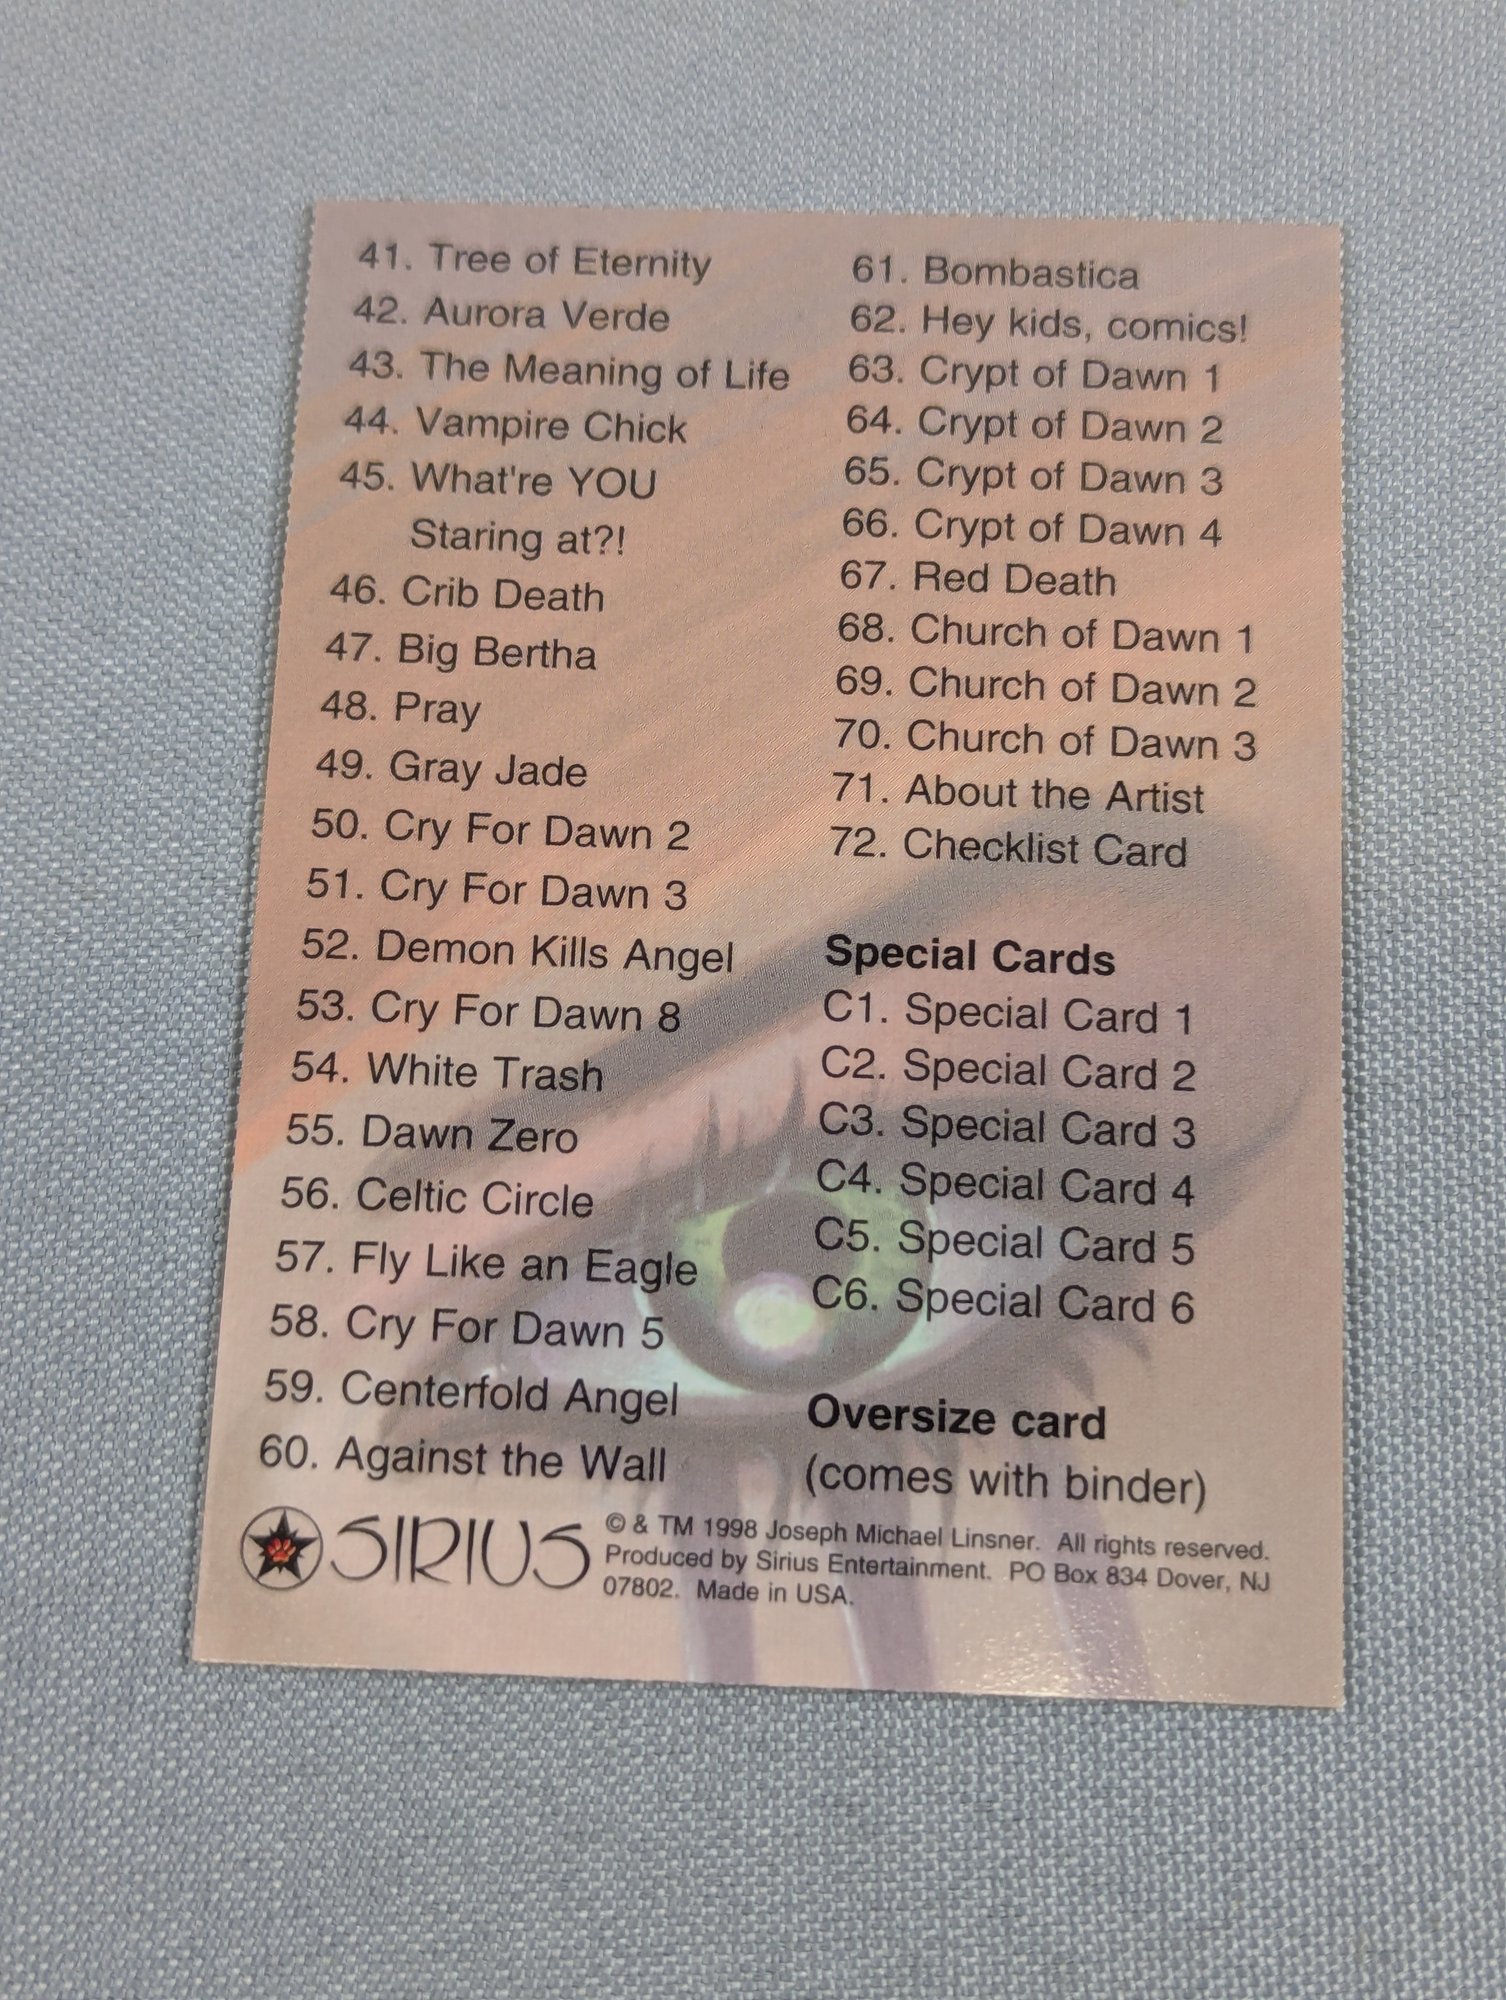 41. Tree of Eternity
42. Aurora Verde
43. The Meaning of Life
44. Vampire Chick
45. What're YOU
Staring at?!
46. Crib Death
47. Big Bertha
48. Pray
49. Gray Jade
50. Cry For Dawn 2
51. Cry For Dawn 3
52. Demon Kills Angel
53. Cry For Dawn 8
54. White Trash
55. Dawn Zero
56. Celtic Circle
57. Fly Like an Eagle
58. Cry For Dawn 5
59. Centerfold Angel
60. Against the Wall
61. Bombastica
62. Hey kids, comics!
63. Crypt of Dawn 1
64. Crypt of Dawn 2
65. Crypt of Dawn 3
66. Crypt of Dawn 4
67. Red Death
68. Church of Dawn 1
69. Church of Dawn 2
70. Church of Dawn 3
71. About the Artist
72. Checklist Card
Special Cards
C1. Special Card 1
C2. Special Card 2
C3. Special Card 3
C4. Special Card 4
C5. Special Card 5
C6. Special Card 6
Oversize card
(comes with binder)
SIRIUS
© & TM 1998 Joseph Michael Linsner. All rights reserved.
Produced by Sirius Entertainment. PO Box 834 Dover, NJ
07802. Made in USA.